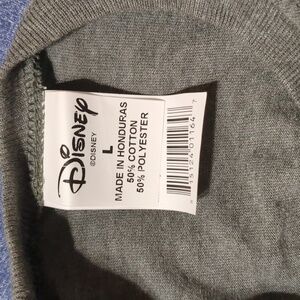 Disney
©DISNEY
L
MADE IN HONDURAS
50% COTTON
50% POLYESTER